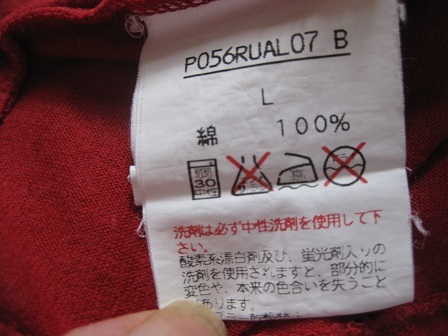 P056RUAL07 B
L
綿 100%
30
高
洗剤は必ず中性洗剤を使用して下
さい。
酸素系漂白剤及び、蛍光剤入りの
洗剤を使用されますと、部分的に
変色や、本来の色合いを失うこと
あります。